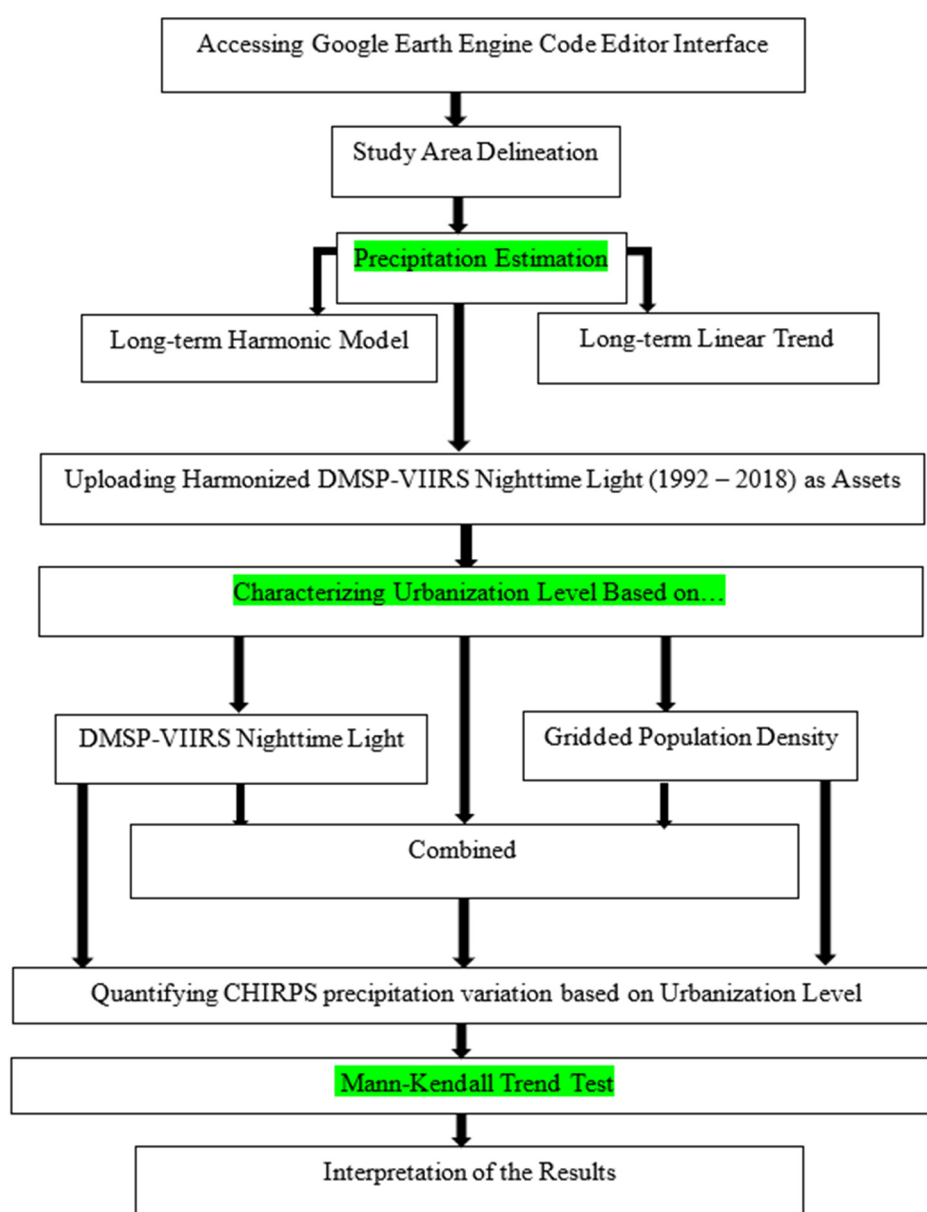 Accessing Google Earth Engine Code Editor Interface
Study Area Delineation
Precipitation Estimation
Long-term Harmonic Model
Long-term Linear Trend
Uploading Harmonized DMSP-VIIRS Nighttime Light (1992 – 2018) as Assets
Characterizing Urbanization Level Based on…
DMSP-VIIRS Nighttime Light
Gridded Population Density
Combined
Quantifying CHIRPS precipitation variation based on Urbanization Level
Mann-Kendall Trend Test
Interpretation of the Results